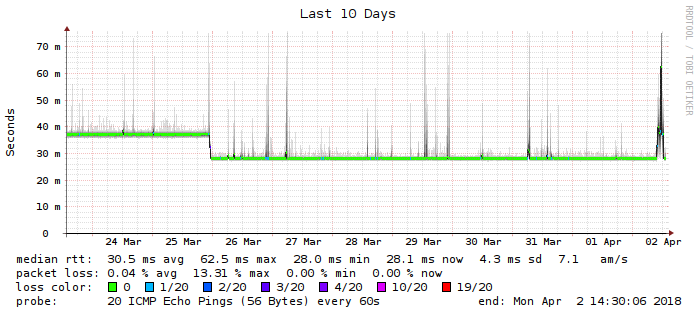 Last 10 Days
RRDTOOL / TOBI OETIKER
Seconds
70 m
60 m
50 m
40 m
30 m
20 m
10 m
0
24 Mar 25 Mar 26 Mar 27 Mar 28 Mar 29 Mar 30 Mar 31 Mar 01 Apr 02 Apr
median rtt: 30.5 ms avg 62.5 ms max 28.0 ms min 28.1 ms now 4.3 ms sd 7.1 am/s
packet loss: 0.04 % avg 13.31 % max 0.00 % min 0.00 % now
loss color: 0 1/20 2/20 3/20 4/20 10/20 19/20
probe: 20 ICMP Echo Pings (56 Bytes) every 60s end: Mon Apr 2 14:30:06 2018